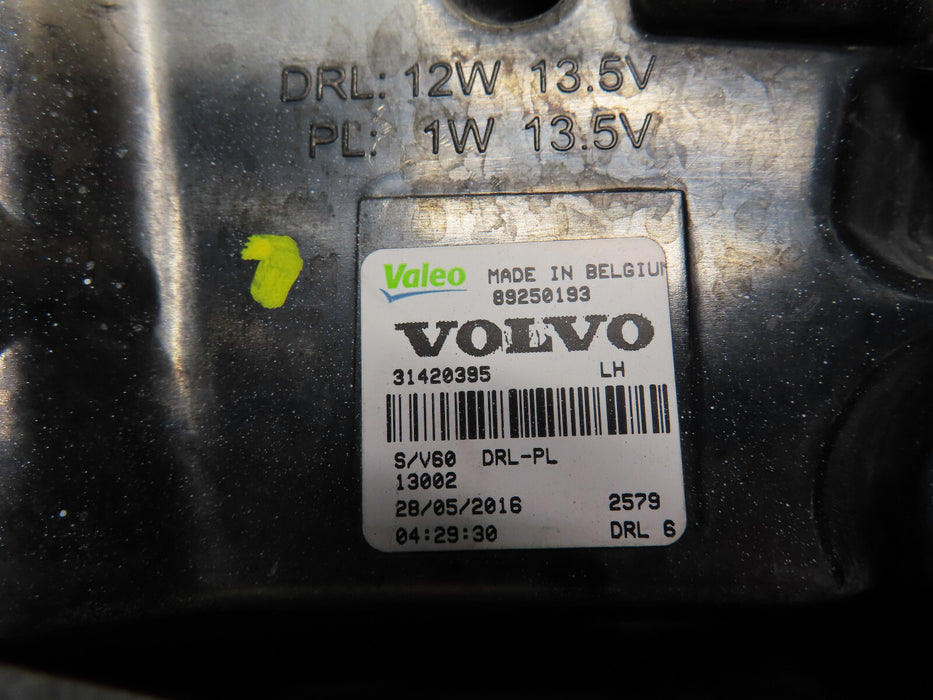 DRL: 12W 13.5V
PL: 1W 13.5V
Valeo MADE IN BELGIUM
89250193
VOLVO
31420395 LH
S/V60 DRL-PL
13002
28/05/2016 2579
04:29:30 DRL 6